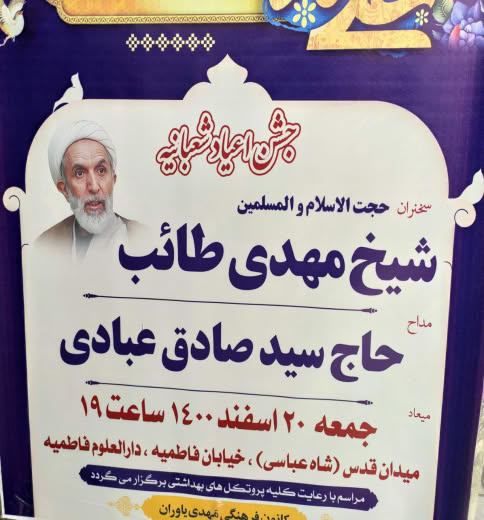 جشن اعیاد شعبانیه
سخنران حجت الاسلام و المسلمین
شیخ مهدی طائب
مداح
حاج سید صادق عبادی
میعاد
جمعه ۲۰ اسفند ۱۴۰۰ ساعت ۱۹
میدان قدس (شاه عباسی) ، خیابان فاطمیه ، دارالعلوم فاطمیه
مراسم با رعایت کلیه پروتکل های بهداشتی برگزار می گردد
کانون فرهنگی مهدی یاوران